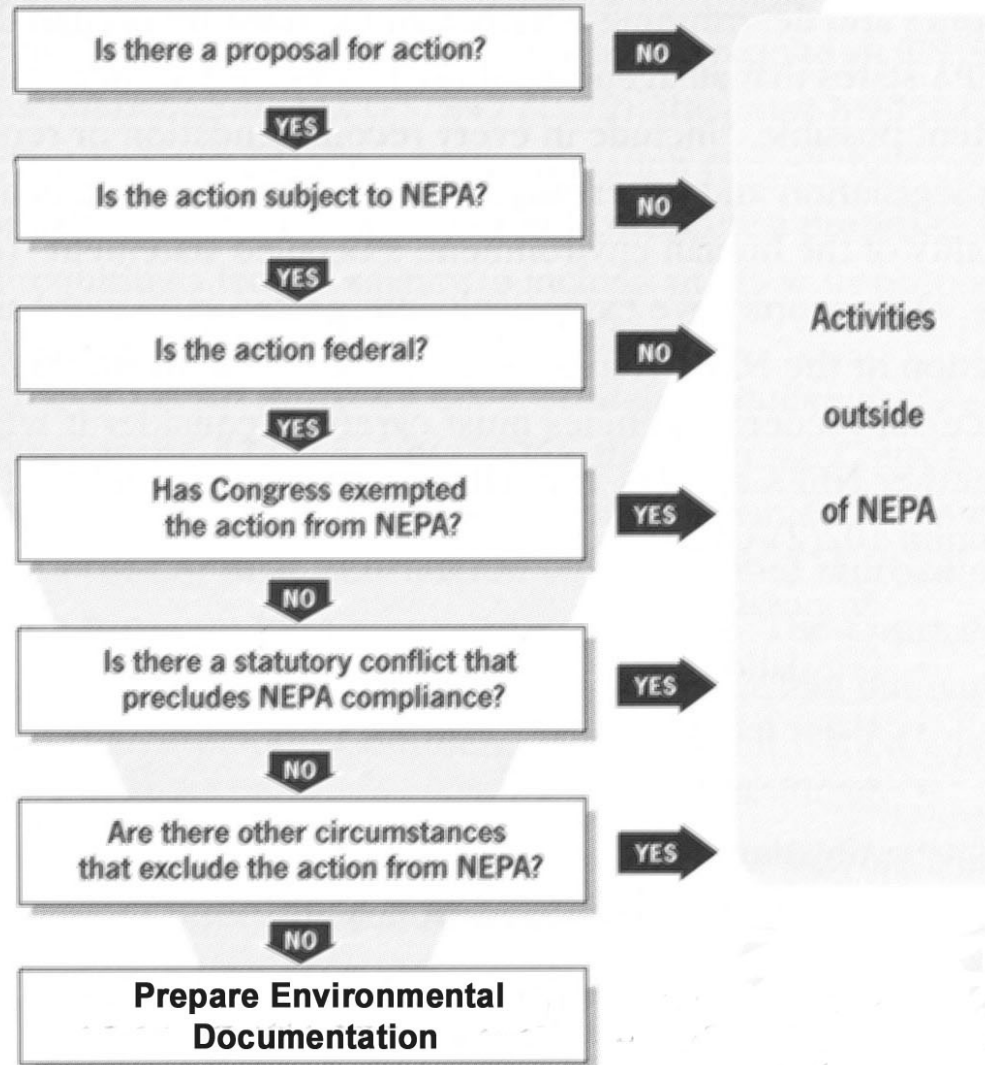 Is there a proposal for action?
NO
YES
Is the action subject to NEPA?
NO
YES
Is the action federal?
NO
YES
Has Congress exempted
the action from NEPA?
YES
NO
Is there a statutory conflict that
precludes NEPA compliance?
YES
NO
Are there other circumstances
that exclude the action from NEPA?
YES
NO
Prepare Environmental
Documentation
Activities
outside
of NEPA